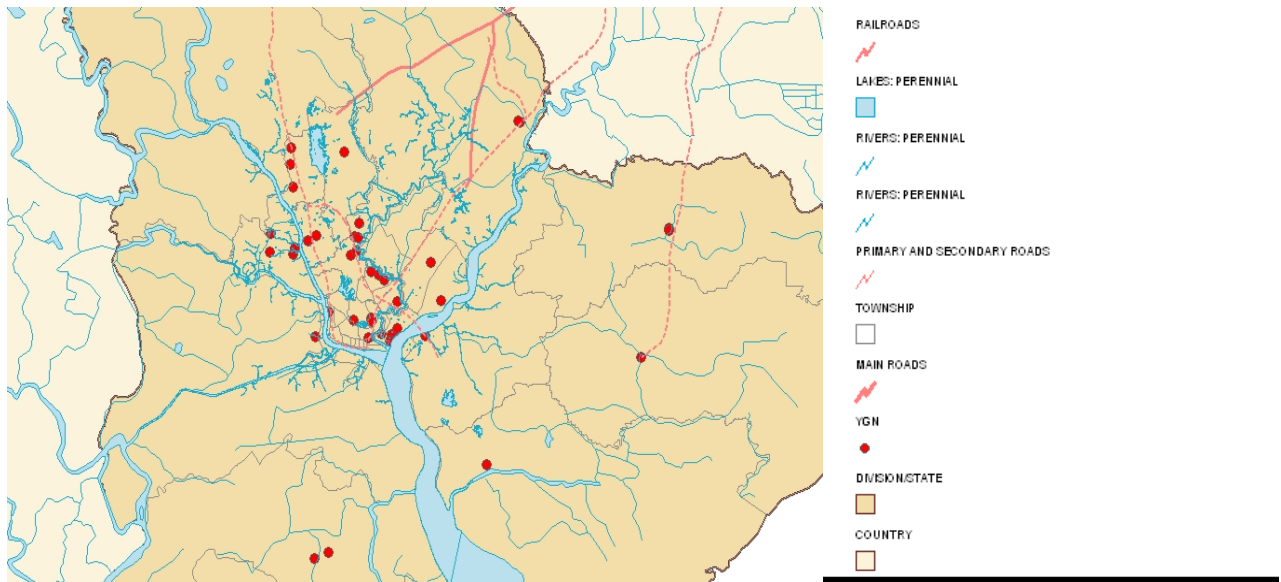 RAILROADS
LAKES: PERENNIAL
RIVERS: PERENNIAL
RIVERS: PERENNIAL
PRIMARY AND SECONDARY ROADS
TOWNSHIP
MAIN ROADS
YGN
DIVISION/STATE
COUNTRY